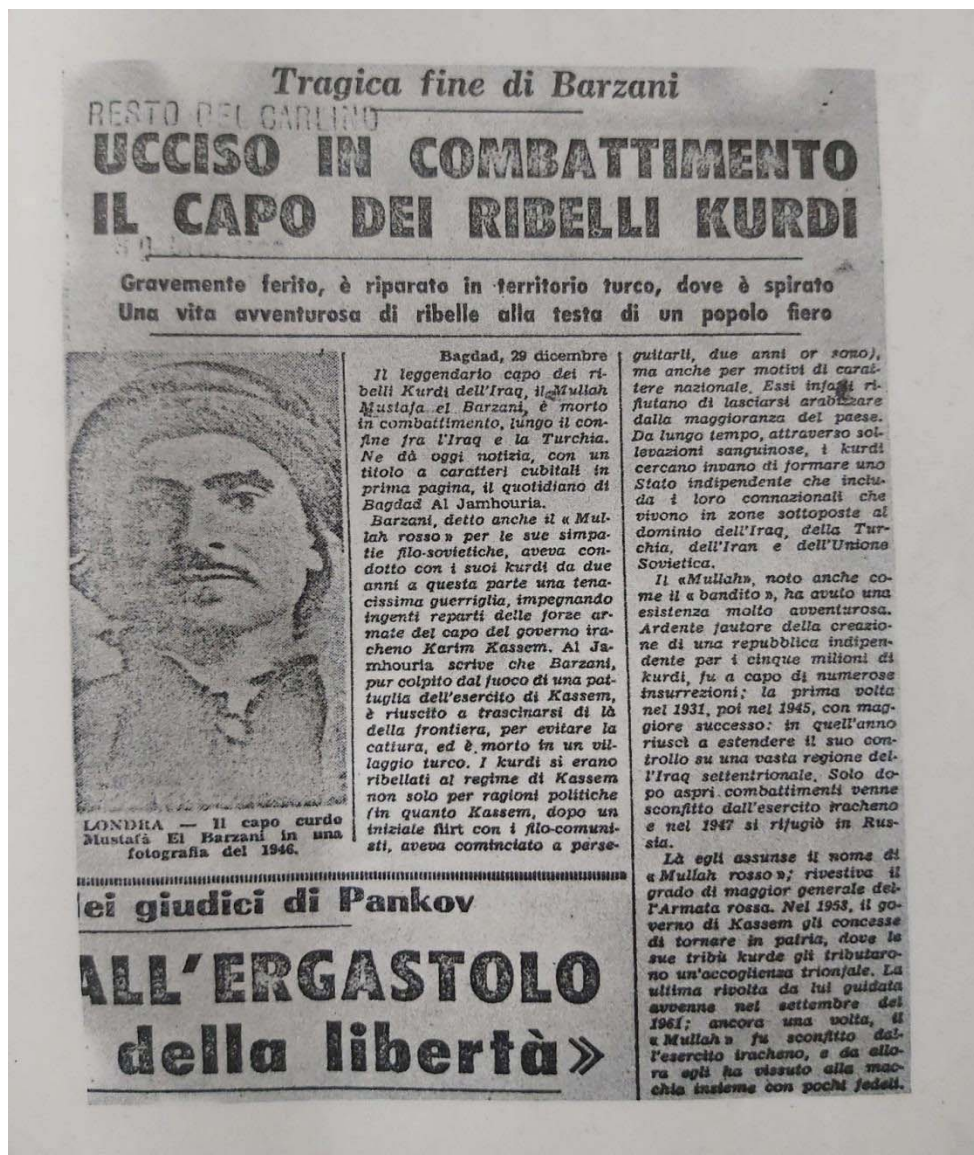 Tragica fine di Barzani
RESTO DEL CARLINO
UCCISO IN COMBATTIMENTO
IL CAPO DEI RIBELLI KURDI
Gravemente ferito, è riparato in territorio turco, dove è spirato
Una vita avventurosa di ribelle alla testa di un popolo fiero
Bagdad, 29 dicembre
Il leggendario capo dei ri-
belli Kurdi dell'Iraq, il Mullah
Mustafa el Barzani, è morto
in combattimento, lungo il con-
fine fra l'Iraq e la Turchia.
Ne dà oggi notizia, con un
titolo a caratteri cubitali in
prima pagina, il quotidiano di
Bagdad Al Jamhouria.
Barzani, detto anche il « Mul-
lah rosso » per le sue simpa-
tie filo-sovietiche, aveva con-
dotto con i suoi kurdi da due
anni a questa parte una tena-
cissima guerriglia, impegnando
ingenti reparti delle forze ar-
mate del capo del governo ira-
cheno Karim Kassem. Al Ja-
mhouria scrive che Barzani,
pur colpito dal fuoco di una pat-
tuglia dell'esercito di Kassem,
è riuscito a trascinarsi di là
della frontiera, per evitare la
cattura, ed è morto in un vil-
laggio turco. I kurdi si erano
ribellati al regime di Kassem
non solo per ragioni politiche
(in quanto Kassem, dopo un
iniziale flirt con i filo-comuni-
sti, aveva cominciato a perse-
guitarli, due anni or sono),
ma anche per motivi di carat-
tere nazionale. Essi infatti ri-
fiutano di lasciarsi arabizzare
dalla maggioranza del paese.
Da lungo tempo, attraverso sol-
levazioni sanguinose, i kurdi
cercano invano di formare uno
Stato indipendente che inclu-
da i loro connazionali che
vivono in zone sottoposte al
dominio dell'Iraq, della Tur-
chia, dell'Iran e dell'Unione
Sovietica.
Il «Mullah», noto anche co-
me il « bandito », ha avuto una
esistenza molto avventurosa.
Ardente fautore della creazio-
ne di una repubblica indipen-
dente per i cinque milioni di
kurdi, fu a capo di numerose
insurrezioni; la prima volta
nel 1931, poi nel 1945, con mag-
giore successo: in quell'anno
riuscì a estendere il suo con-
trollo su una vasta regione del-
l'Iraq settentrionale. Solo do-
po aspri combattimenti venne
sconfitto dall'esercito iracheno
e nel 1947 si rifugiò in Rus-
sia.
Là egli assunse il nome di
« Mullah rosso »; rivestiva il
grado di maggior generale del-
l'Armata rossa. Nel 1958, il go-
verno di Kassem gli concesse
di tornare in patria, dove le
sue tribù kurde gli tributaro-
no un'accoglienza trionfale. La
ultima rivolta da lui guidata
avvenne nel settembre del
1961; ancora una volta, il
« Mullah » fu sconfitto dal-
l'esercito iracheno, e da allo-
ra egli ha vissuto alla mac-
chia insieme con pochi fedeli.
LONDRA — Il capo curdo
Mustafà El Barzani in una
fotografia del 1946.
ei giudici di Pankov
ALL'ERGASTOLO
della libertà»